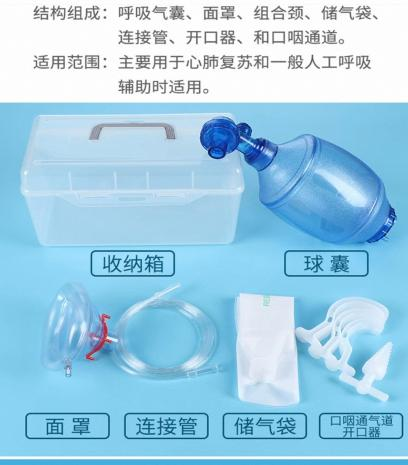 结构组成：呼吸气囊、面罩、组合颈、储气袋、
连接管、开口器、和口咽通道。
适用范围：主要用于心肺复苏和一般人工呼吸
辅助时适用。
收纳箱
球囊
面罩
连接管
储气袋
口咽通气道
开口器